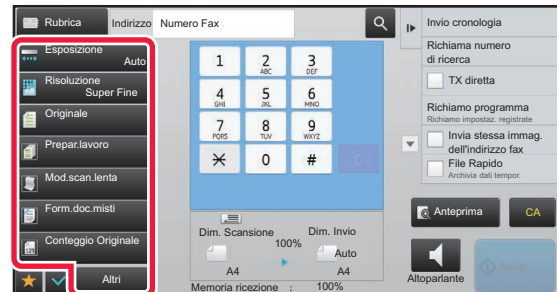 Rubrica
Indirizzo
Numero Fax
Esposizione
Auto
Risoluzione
Super Fine
Originale
Prepar.lavoro
Mod.scan.lenta
Form.doc.misti
Conteggio Originale
Altri
1
2
ABC
3
DEF
4
GHI
5
JKL
6
MNO
7
PQRS
8
TUV
9
WXYZ
0
#
C
Dim. Scansione
100%
Dim. Invio
Auto
A4
A4
Memoria ricezione : 100%
Invio cronologia
Richiama numero
di ricerca
TX diretta
Richiamo programma
Richiamo impostaz. registrate
Invia stessa immag.
dell'indirizzo fax
File Rapido
Archivia dati tempor.
Anteprima
CA
Altoparlante